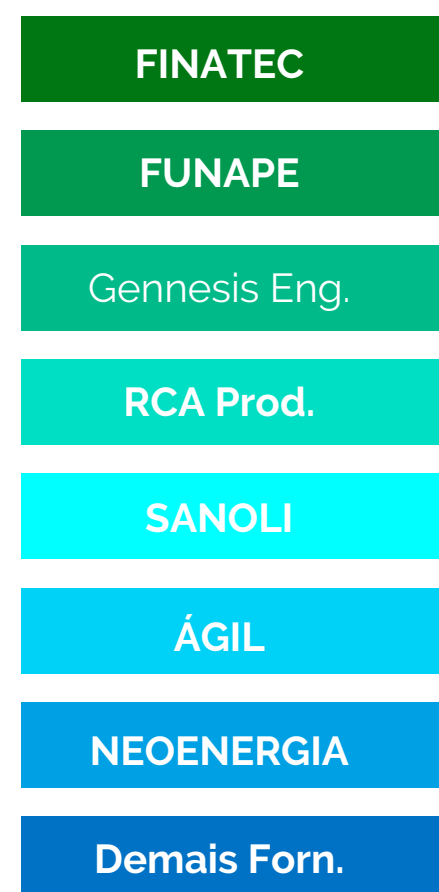 FINATEC
FUNAPE
Gennesis Eng.
RCA Prod.
SANOLI
ÁGIL
NEOENERGIA
Demais Forn.